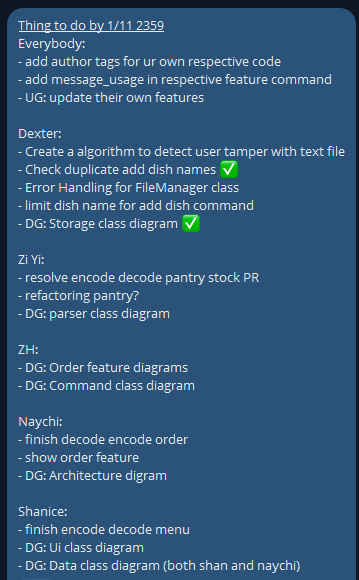 Thing to do by 1/11 2359
Everybody:
- add author tags for ur own respective code
- add message_usage in respective feature command
- UG: update their own features
Dexter:
- Create a algorithm to detect user tamper with text file
- Check duplicate add dish names ✅
- Error Handling for FileManager class
- limit dish name for add dish command
- DG: Storage class diagram ✅
Zi Yi:
- resolve encode decode pantry stock PR
- refactoring pantry?
- DG: parser class diagram
ZH:
- DG: Order feature diagrams
- DG: Command class diagram
Naychi:
- finish decode encode order
- show order feature
- DG: Architecture digram
Shanice:
- finish encode decode menu
- DG: Ui class diagram
- DG: Data class diagram (both shan and naychi)